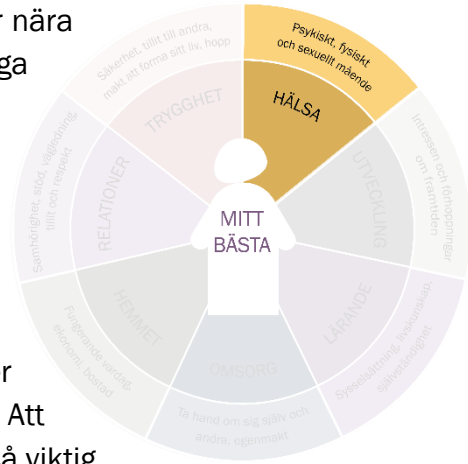 r nära
ga
Psykiskt, fysiskt
och sexuellt mående
HÄLSA
Intressen och förhoppningar
om framtiden
UTVECKLING
Sysselsättning, livskunskap,
självständighet
LÄRANDE
Ta hand om sig själv och
andra, egenmakt
OMSORG
Fungerande vardag,
ekonomi, bostad
HEMMET
Samhörighet, stöd, vägledning,
tillit och respekt
RELATIONER
Säkerhet, tillit till andra,
makt att forma sitt liv, hopp
TRYGGHET
MITT
BÄSTA
er
Att
å viktig